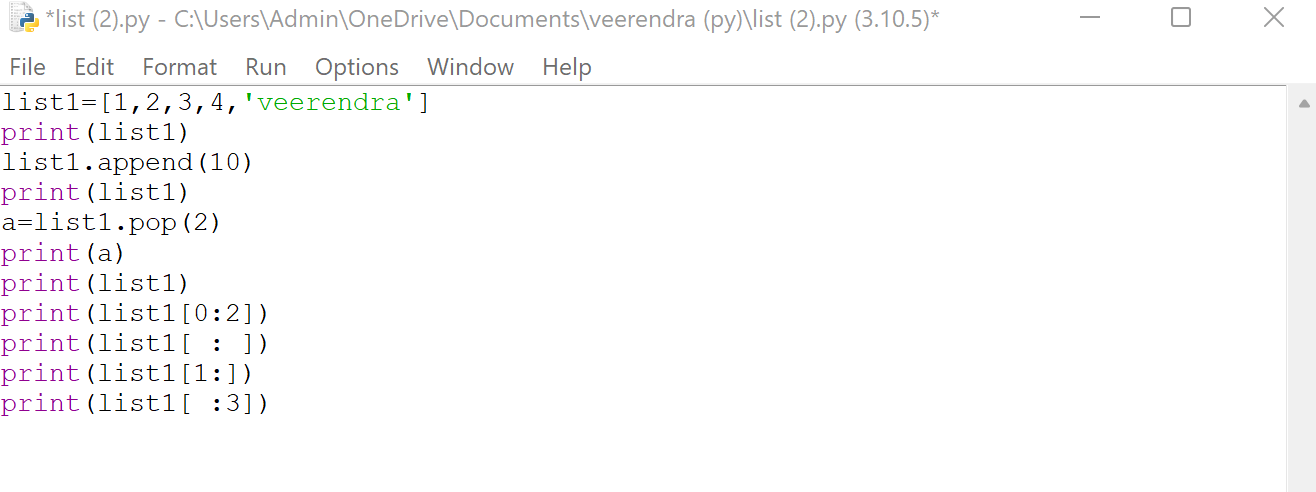 *list (2).py - C:\Users\Admin\OneDrive\Documents\veerendra (py)\list (2).py (3.10.5)*
File Edit Format Run Options Window Help
list1=[1,2,3,4,'veerendra']
print(list1)
list1.append(10)
print(list1)
a=list1.pop(2)
print(a)
print(list1)
print(list1[0:2])
print(list1[ : ])
print(list1[1:])
print(list1[ :3])